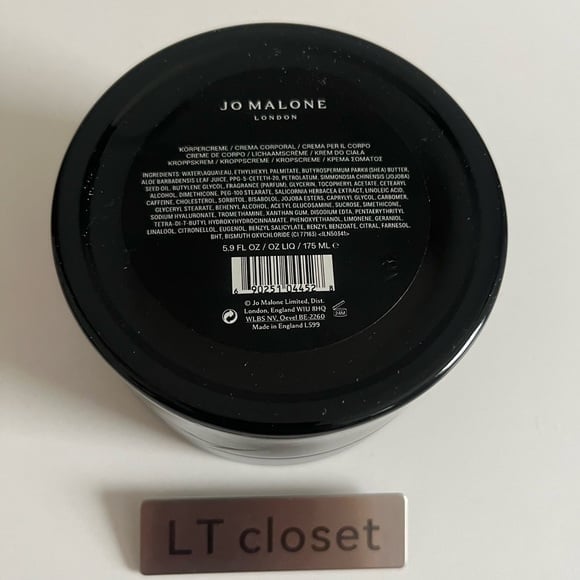 JO MALONE
LONDON
KÖRPERCREME / CREMA CORPORAL / CREMA PER IL CORPO
CREME DE CORPO / LICHAAMSCRÈME / KREM DO CIAŁA
KROPPSKREM / KROPPSCREME / KROPSCREME / ΚΡΕΜΑ ΣΩΜΑΤΟΣ
INGREDIENTS: WATER\AQUA\EAU, ETHYLHEXYL PALMITATE, BUTYROSPERMUM PARKII (SHEA) BUTTER,
ALOE BARBADENSIS LEAF JUICE, PPG-5-CETETH-20, PETROLATUM, SIMMONDSIA CHINENSIS (JOJOBA)
SEED OIL, BUTYLENE GLYCOL, FRAGRANCE (PARFUM), GLYCERIN, TOCOPHERYL ACETATE, CETEARYL
ALCOHOL, DIMETHICONE, PEG-100 STEARATE, SALICORNIA HERBACEA EXTRACT, LINOLEIC ACID,
CAFFEINE, CHOLESTEROL, SORBITOL, BISABOLOL, JOJOBA ESTERS, CAPRYLYL GLYCOL, CARBOMER,
GLYCERYL STEARATE, BEHENYL ALCOHOL, ACETYL GLUCOSAMINE, SUCROSE, SIMETHICONE,
SODIUM HYALURONATE, TROMETHAMINE, XANTHAN GUM, DISODIUM EDTA, PENTAERYTHRITYL
TETRA-DI-T-BUTYL HYDROXYHYDROCINNAMATE, PHENOXYETHANOL, LIMONENE, GERANIOL,
LINALOOL, CITRONELLOL, EUGENOL, BENZYL SALICYLATE, BENZYL BENZOATE, CITRAL, FARNESOL,
BHT, BISMUTH OXYCHLORIDE (CI 77163) <ILN50341>
5.9 FL OZ / OZ LIQ / 175 ML ℮
6 90251 04452 8
© Jo Malone Limited, Dist.
London, England W1U 8HQ
WLBS NV, Oevel BE-2260
Made in England L599
24M
LT closet